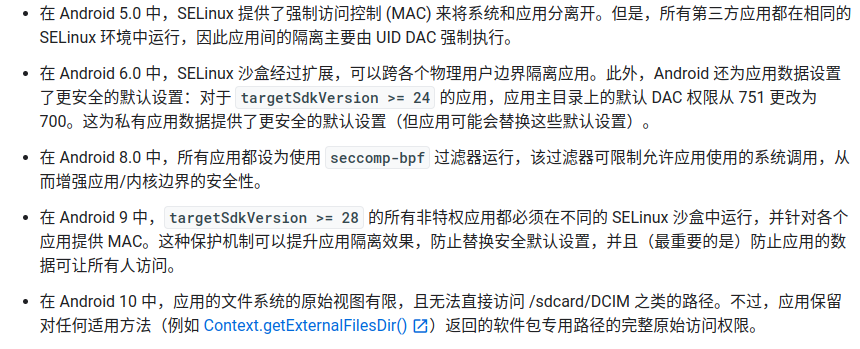 • 在 Android 5.0 中，SELinux 提供了强制访问控制 (MAC) 来将系统和应用分离开。但是，所有第三方应用都在相同的
SELinux 环境中运行，因此应用间的隔离主要由 UID DAC 强制执行。
• 在 Android 6.0 中，SELinux 沙盒经过扩展，可以跨各个物理用户边界隔离应用。此外，Android 还为应用数据设置
了更安全的默认设置：对于 targetSdkVersion >= 24 的应用，应用主目录上的默认 DAC 权限从 751 更改为
700。这为私有应用数据提供了更安全的默认设置（但应用可能会替换这些默认设置）。
• 在 Android 8.0 中，所有应用都设为使用 seccomp-bpf 过滤器运行，该过滤器可限制允许应用使用的系统调用，从
而增强应用/内核边界的安全性。
• 在 Android 9 中，targetSdkVersion >= 28 的所有非特权应用都必须在不同的 SELinux 沙盒中运行，并针对各个
应用提供 MAC。这种保护机制可以提升应用隔离效果，防止替换安全默认设置，并且（最重要的是）防止应用的数
据可让所有人访问。
• 在 Android 10 中，应用的文件系统的原始视图有限，且无法直接访问 /sdcard/DCIM 之类的路径。不过，应用保留
对任何适用方法（例如 Context.getExternalFilesDir() ）返回的软件包专用路径的完整原始访问权限。